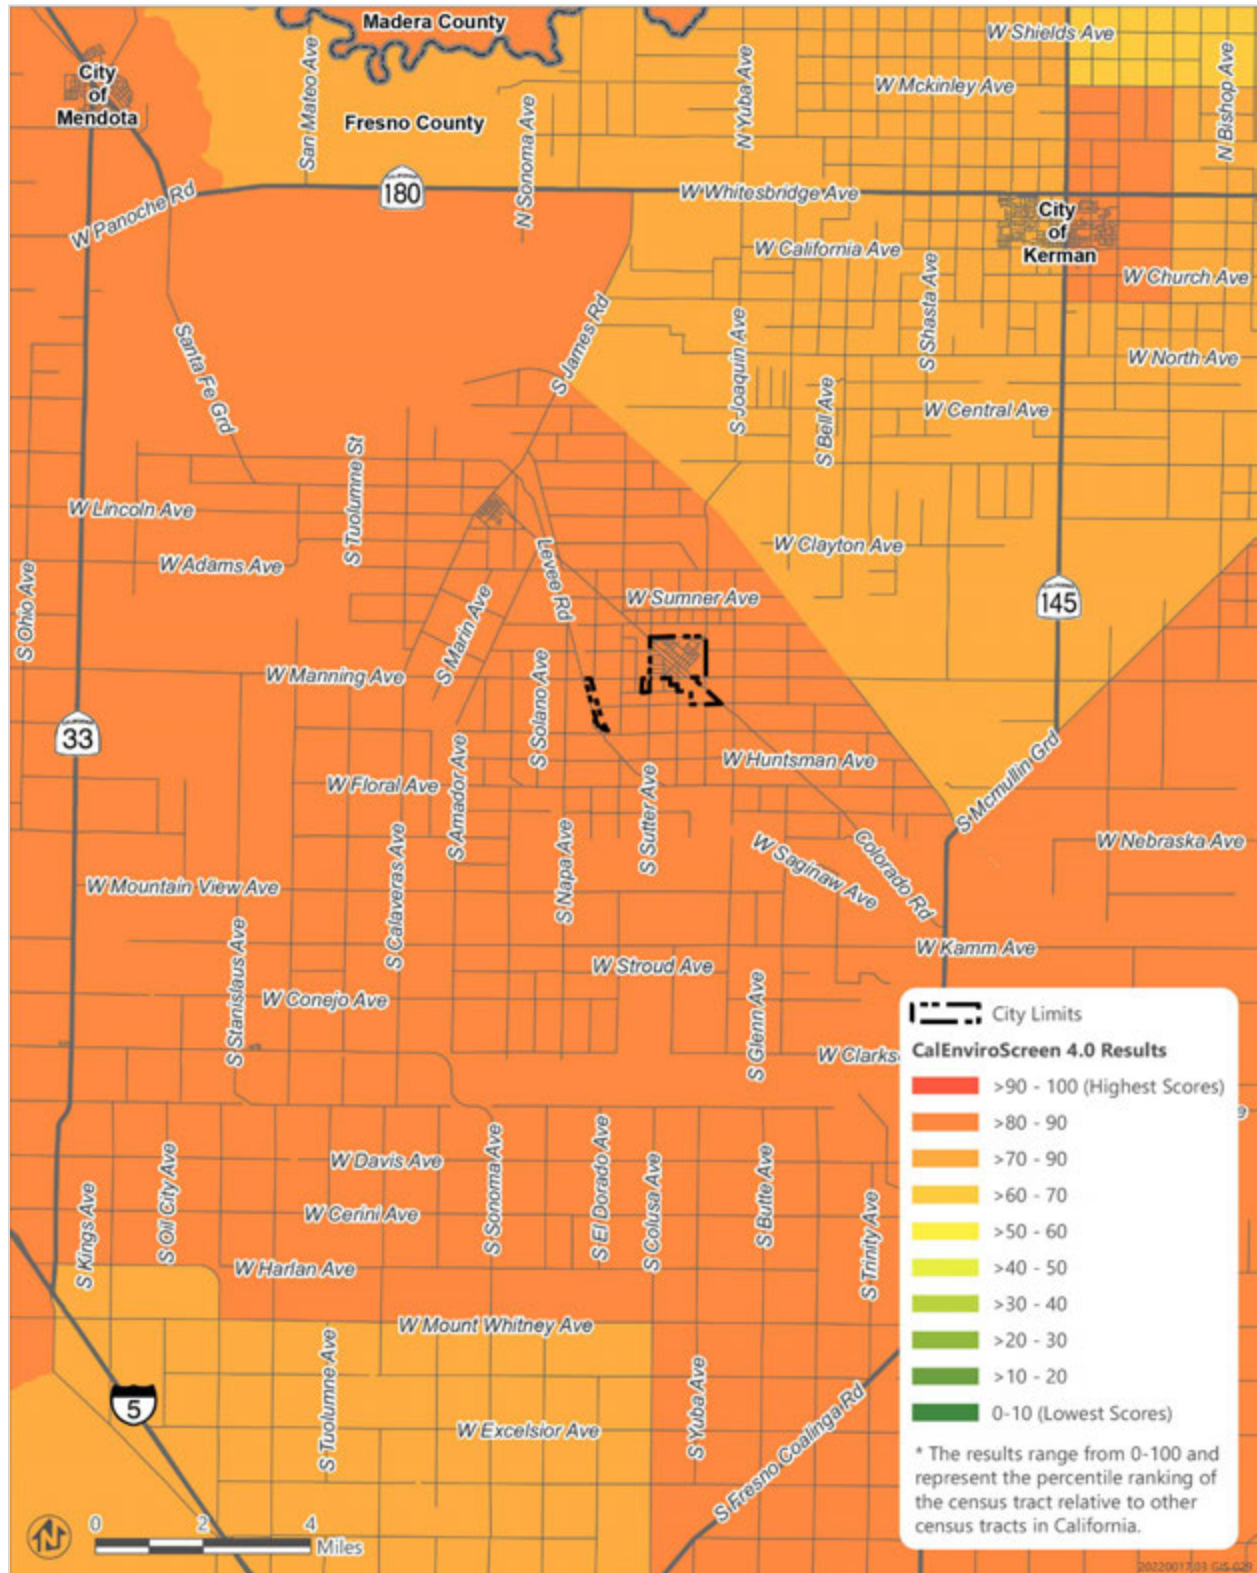 Madera County
W Shields Ave
City
of
Mendota
San Mateo Ave
Fresno County
N Sonoma Ave
N Yuba Ave
W Mckinley Ave
N Bishop Ave
W Panoche Rd
CALIFORNIA
180
W Whitesbridge Ave
City
of
Kerman
W California Ave
W Church Ave
S Shasta Ave
Santa Fe Grd
S James Rd
S Joaquin Ave
W North Ave
S Bell Ave
W Central Ave
S Tuolumne St
W Lincoln Ave
W Adams Ave
Levee Rd
W Clayton Ave
S Ohio Ave
S Marin Ave
W Sumner Ave
CALIFORNIA
145
W Manning Ave
S Solano Ave
CALIFORNIA
33
W Floral Ave
S Amador Ave
W Huntsman Ave
S Sutter Ave
S Mcmullin Grd
S Calaveras Ave
S Napa Ave
W Saginaw Ave
Colorado Rd
W Nebraska Ave
W Mountain View Ave
S Stanislaus Ave
W Kamm Ave
W Stroud Ave
W Conejo Ave
S Glenn Ave
W Clarks
City Limits
CalEnviroScreen 4.0 Results
>90 - 100 (Highest Scores)
>80 - 90
>70 - 90
>60 - 70
>50 - 60
>40 - 50
>30 - 40
>20 - 30
>10 - 20
0-10 (Lowest Scores)
* The results range from 0-100 and
represent the percentile ranking of
the census tract relative to other
census tracts in California.
e
S Kings Ave
S Oil City Ave
W Davis Ave
W Cerini Ave
S Sonoma Ave
S El Dorado Ave
S Colusa Ave
S Butte Ave
S Trinity Ave
W Harlan Ave
W Mount Whitney Ave
5
S Tuolumne Ave
W Excelsior Ave
S Yuba Ave
S Fresno Coalinga Rd
N
0 2 4
Miles
20220017.03 GIS-029